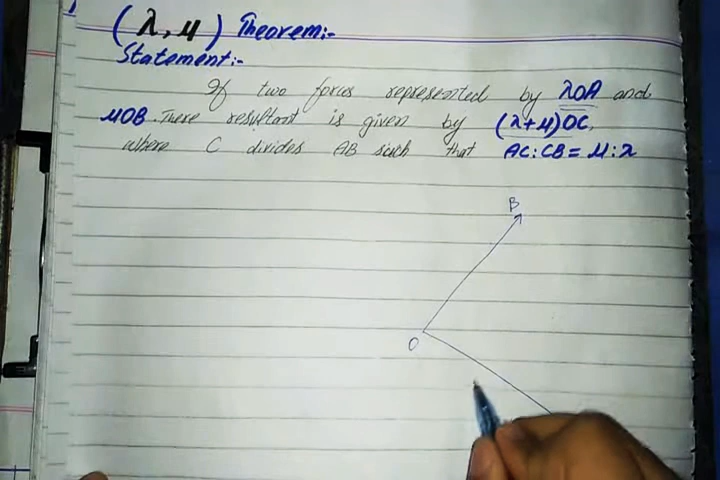 (λ, μ) Theorem:-
Statement:-
If two forces represented by λOA and
μOB. There resultant is given by (λ+μ)OC,
where C divides AB such that AC:CB = μ:λ
B
O